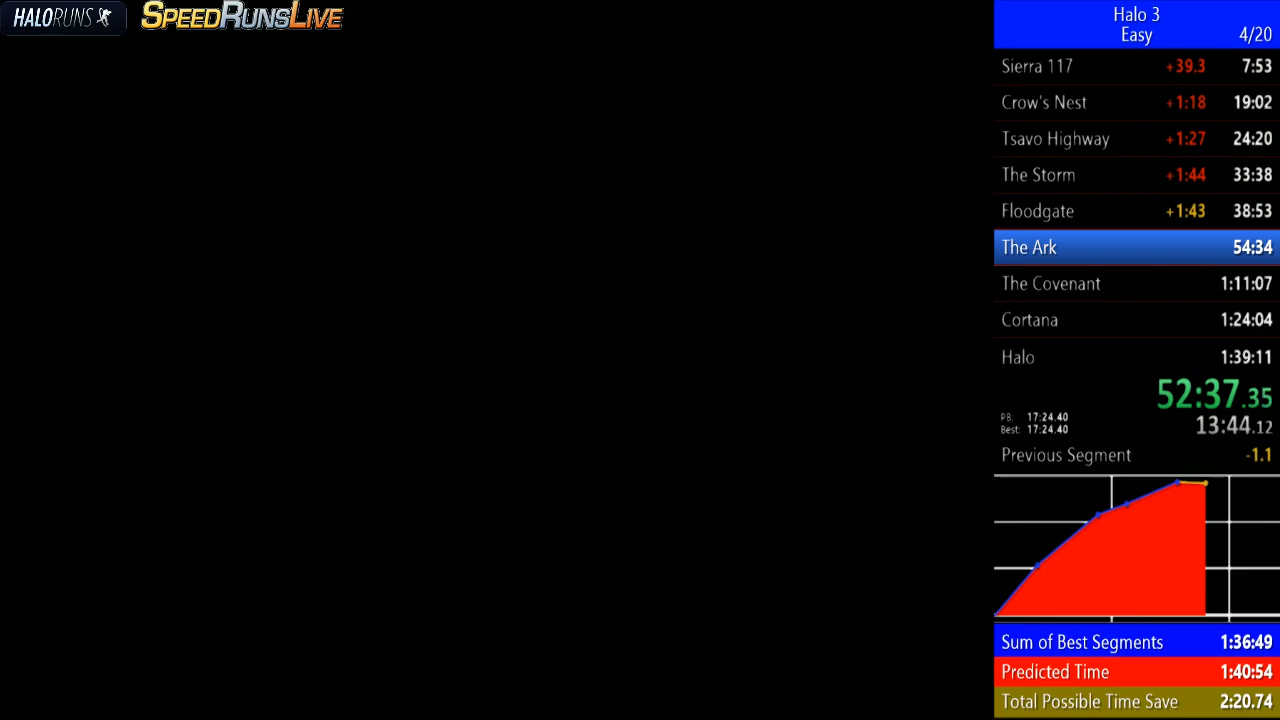 HALORUNS SPEEDRUNSLIVE
Halo 3
Easy 4/20
Sierra 117 +39.3 7:53
Crow's Nest +1:18 19:02
Tsavo Highway +1:27 24:20
The Storm +1:44 33:38
Floodgate +1:43 38:53
The Ark 54:34
The Covenant 1:11:07
Cortana 1:24:04
Halo 1:39:11
52:37.35
PB: 17:24.40
Best: 17:24.40
13:44.12
Previous Segment -1.1
Sum of Best Segments 1:36:49
Predicted Time 1:40:54
Total Possible Time Save 2:20.74